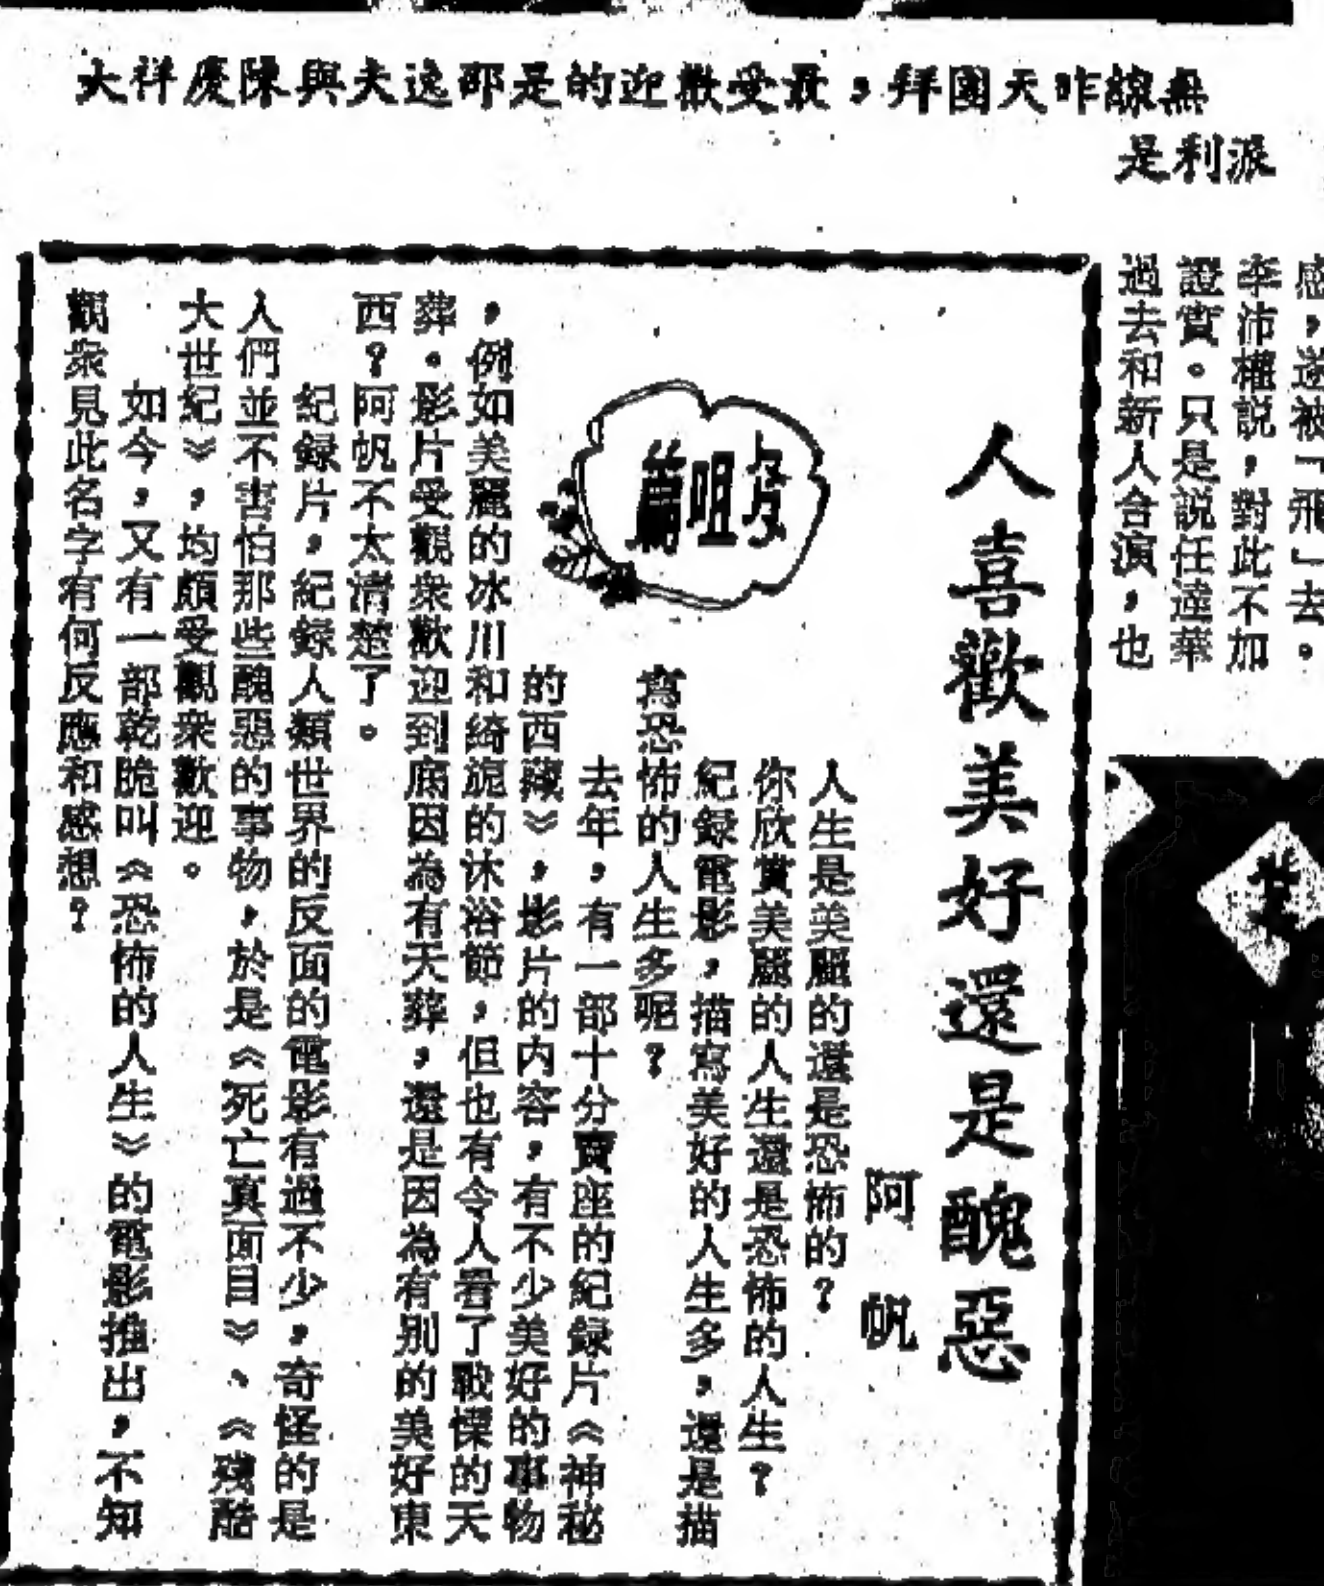 無線昨天團拜，最受歡迎的是邵逸夫與陳慶祥大
派利是
感，遂被「飛」去。
李沛權説，對此不加
證實。只是説任達華
過去和新人合演，也
人喜歡美好還是醜惡
阿帆
咀篇
人生是美麗的還是恐怖的？
你欣賞美麗的人生還是恐怖的人生？
紀録電影，描寫美好的人生多，還是描
寫恐怖的人生多呢？
去年，有一部十分賣座的紀録片《神秘
的西藏》，影片的内容，有不少美好的事物
，例如美麗的冰川和綺旎的沐浴節，但也有令人看了戰慄的天
葬。影片受觀衆歡迎到底因為有天葬，還是因為有别的美好東
西？阿帆不太清楚了。
紀録片，紀録人類世界的反面的電影有過不少，奇怪的是
人們並不害怕那些醜惡的事物，於是《死亡真面目》、《殘酷
大世紀》，均頗受觀衆歡迎。
如今，又有一部乾脆叫《恐怖的人生》的電影推出，不知
觀衆見此名字有何反應和感想？